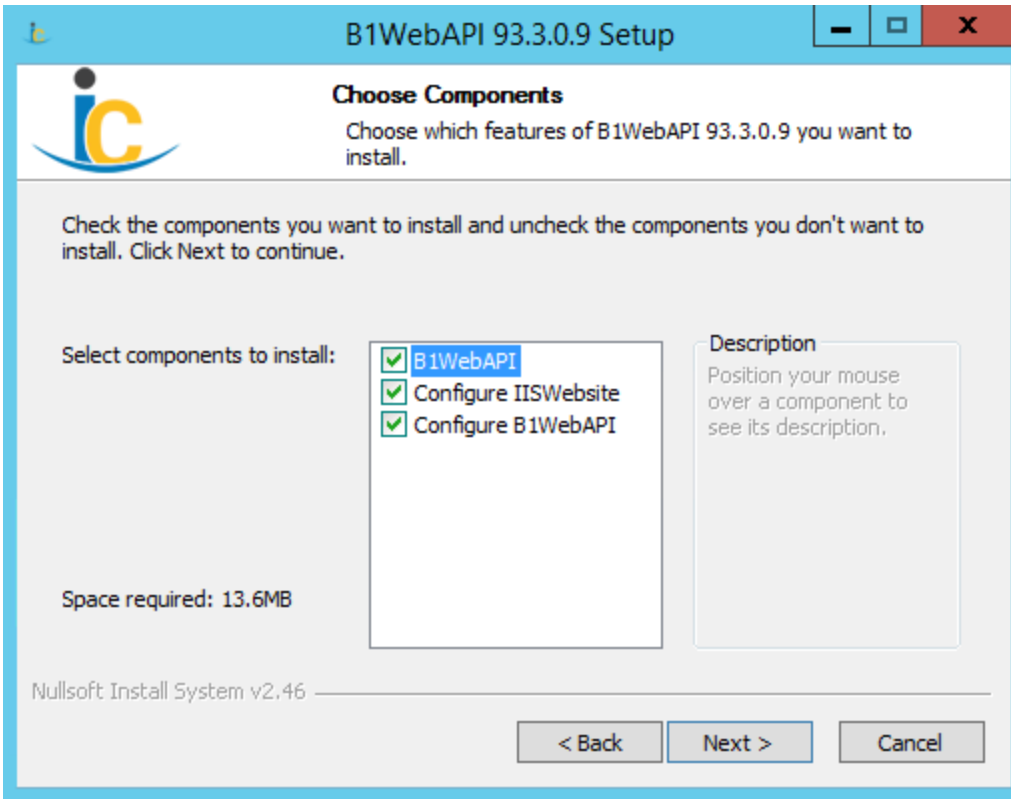 ic
B1WebAPI 93.3.0.9 Setup
ic
Choose Components
Choose which features of B1WebAPI 93.3.0.9 you want to
install.
Check the components you want to install and uncheck the components you don't want to
install. Click Next to continue.
Select components to install:
B1WebAPI
Configure IISWebsite
Configure B1WebAPI
Description
Position your mouse
over a component to
see its description.
Space required: 13.6MB
Nullsoft Install System v2.46
< Back
Next >
Cancel